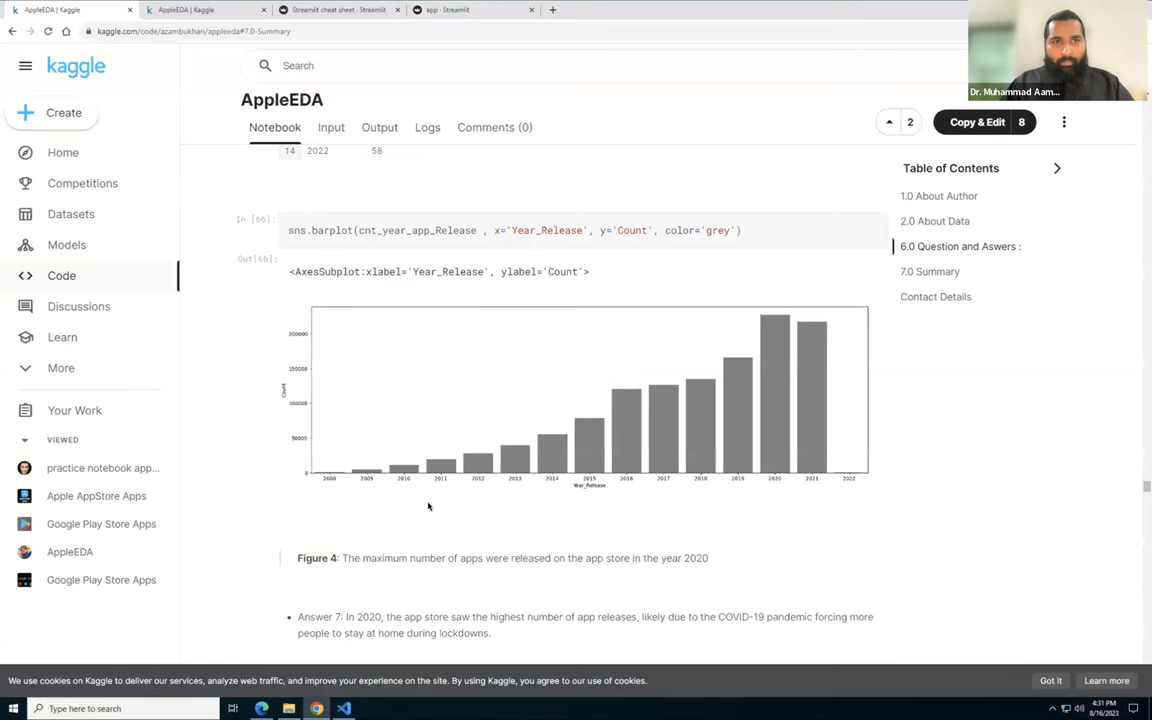 AppleEDA | Kaggle
AppleEDA | Kaggle
Streamlit cheat sheet - Streamlit
app · Streamlit
kaggle.com/code/azambukhari/appleeda#7.0-Summary
kaggle
Search
Dr. Muhammad Aam...
AppleEDA
Create
2
Copy & Edit
8
Notebook
Input
Output
Logs
Comments (0)
Home
Competitions
Datasets
Models
Code
Discussions
Learn
More
Your Work
VIEWED
practice notebook app...
Apple AppStore Apps
Google Play Store Apps
AppleEDA
Google Play Store Apps
14 2022 58
In [66]:
sns.barplot(cnt_year_app_Release , x='Year_Release', y='Count', color='grey')
Out[66]:
<AxesSubplot:xlabel='Year_Release', ylabel='Count'>
200000
150000
100000
50000
0
Count
2008 2009 2010 2011 2012 2013 2014 2015 2016 2017 2018 2019 2020 2021 2022
Year_Release
Figure 4: The maximum number of apps were released on the app store in the year 2020
Answer 7: In 2020, the app store saw the highest number of app releases, likely due to the COVID-19 pandemic forcing more
people to stay at home during lockdowns.
Table of Contents
1.0 About Author
2.0 About Data
6.0 Question and Aswers :
7.0 Summary
Contact Details
We use cookies on Kaggle to deliver our services, analyze web traffic, and improve your experience on the site. By using Kaggle, you agree to our use of cookies.
Got it
Learn more
Type here to search
4:31 PM
8/16/2023